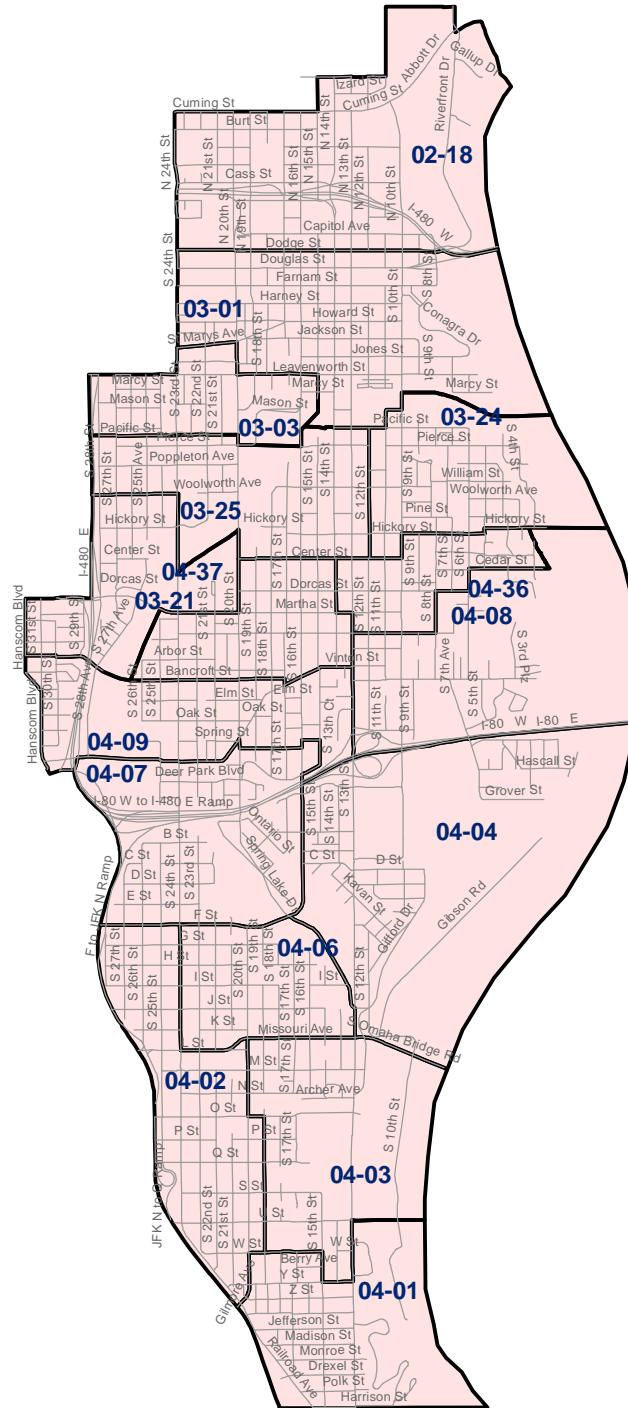 Abbott Dr
Gallup Dr
Izard St
Cuming St
Cuming St
Riverfront Dr
Burt St
N 14th St
N 24th St
N 21st St
N 16th St
N 15th St
N 13th St
N 12th St
N 10th St
02-18
Cass St
N 20th St
N 19th St
Capitol Ave
I-480 W
Dodge St
Douglas St
S 24th St
Farnam St
S 10th St
S 8th St
Harney St
03-01
Howard St
Conagra Dr
S Marys Ave
S 18th St
Jackson St
S 9th St
Jones St
Leavenworth St
Marcy St
Marcy St
Marcy St
S 23rd St
S 22nd St
S 21st St
Mason St
Mason St
Pacific St
03-24
Pacific St
03-03
Pierce St
Pierce St
S 28th St
S 27th St
S 25th Ave
Poppleton Ave
S 15th St
S 14th St
S 12th St
S 9th St
S 4th St
William St
Woolworth Ave
Woolworth Ave
03-25
Pine St
Hickory St
Hickory St
Hickory St
Hickory St
I-480 E
Center St
Center St
S 17th St
S 9th St
S 7th St
S 6th St
Cedar St
04-37
Dorcas St
Dorcas St
04-36
03-21
Hanscom Blvd
S 31st St
S 29th St
S 27th Ave
S 21st St
S 20th St
S 19th St
Martha St
S 12th St
S 11th St
S 8th St
04-08
Arbor St
S 18th St
S 16th St
Vinton St
S 7th Ave
S 3rd Plz
Hanscom Blvd
S 30th St
S 28th Ave
Bancroft St
S 26th St
S 25th St
Elm St
Elm St
Oak St
Oak St
S 13th Ct
S 11th St
S 9th St
S 5th St
Spring St
S 17th St
I-80 W
I-80 E
04-09
Hascall St
04-07
Deer Park Blvd
Grover St
I-80 W to I-480 E Ramp
S 15th St
S 14th St
S 13th St
Ontario St
B St
04-04
C St
C St
D St
D St
Spring Lake Dr
Kavan St
E St
S 24th St
S 23rd St
Gibson Rd
F to JFK N Ramp
F St
Gifford Dr
G St
04-06
S 27th St
S 26th St
H St
S 20th St
S 19th St
S 18th St
S 12th St
I St
I St
S 25th St
J St
S 17th St
S 16th St
K St
Missouri Ave
S Omaha Bridge Rd
L St
M St
S 17th St
04-02
N St
Archer Ave
O St
S 10th St
P St
P St
S 17th St
Q St
JFK N to Q Ramp
04-03
S St
S 22nd St
S 21st St
U St
S 15th St
W St
W St
Berry Ave
Gilmore Ave
Y St
Z St
04-01
Jefferson St
Madison St
Railroad Ave
Monroe St
Drexel St
Polk St
Harrison St